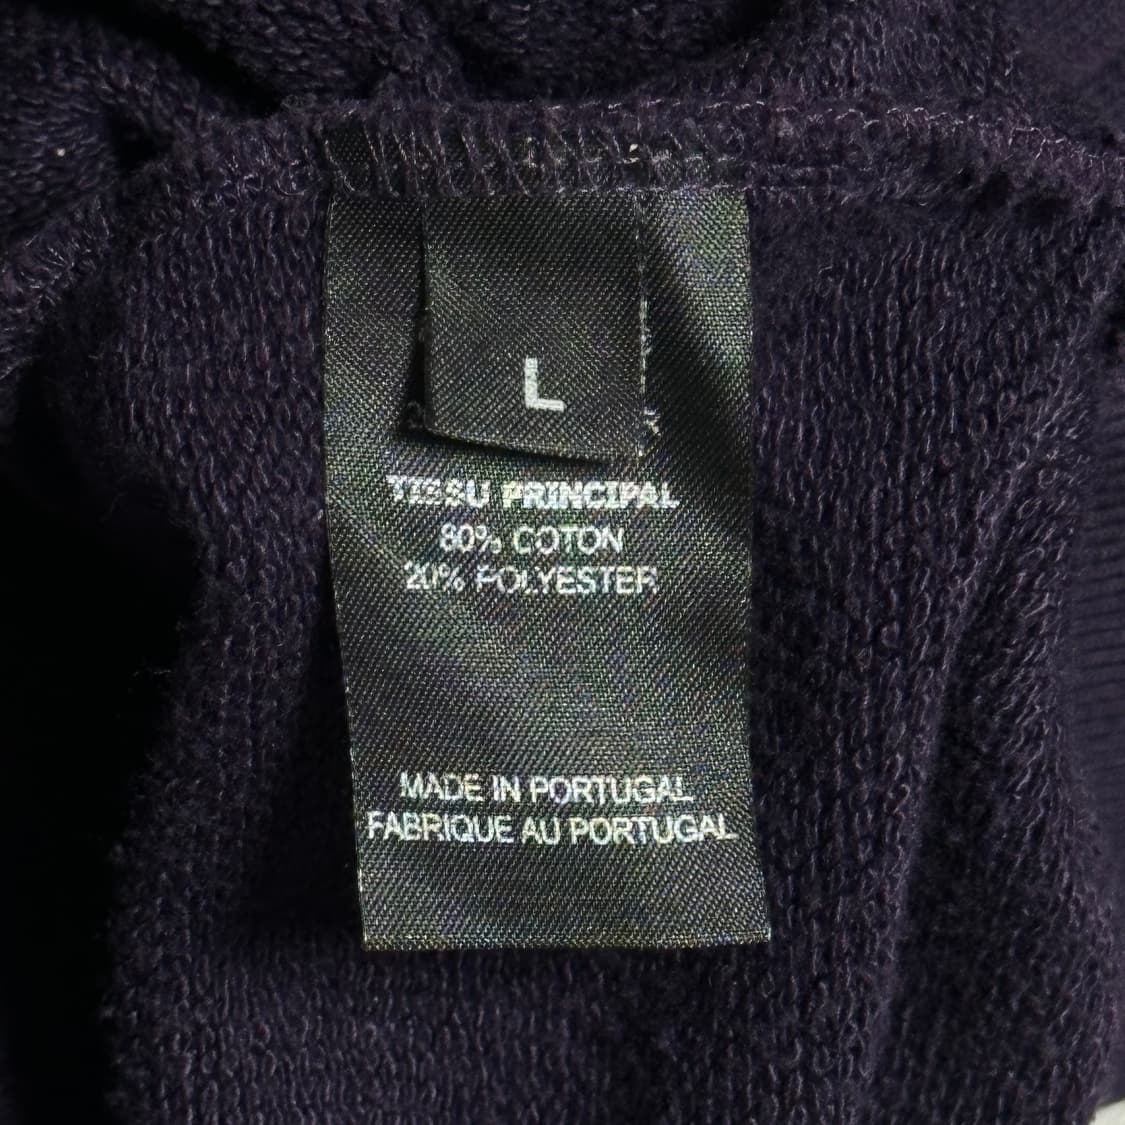 L
TISSU PRINCIPAL
80% COTON
20% POLYESTER
MADE IN PORTUGAL
FABRIQUE AU PORTUGAL